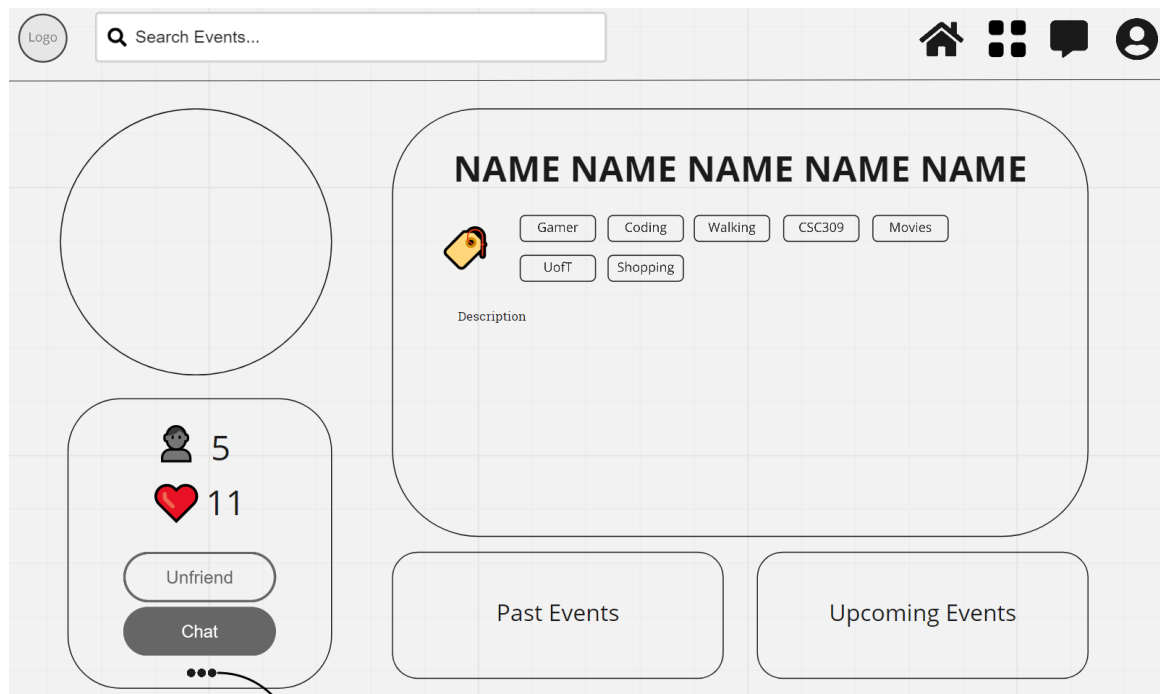 Logo
Search Events...
NAME NAME NAME NAME NAME
Gamer Coding Walking CSC309 Movies
UofT Shopping
Description
5
11
Unfriend
Chat
Past Events Upcoming Events